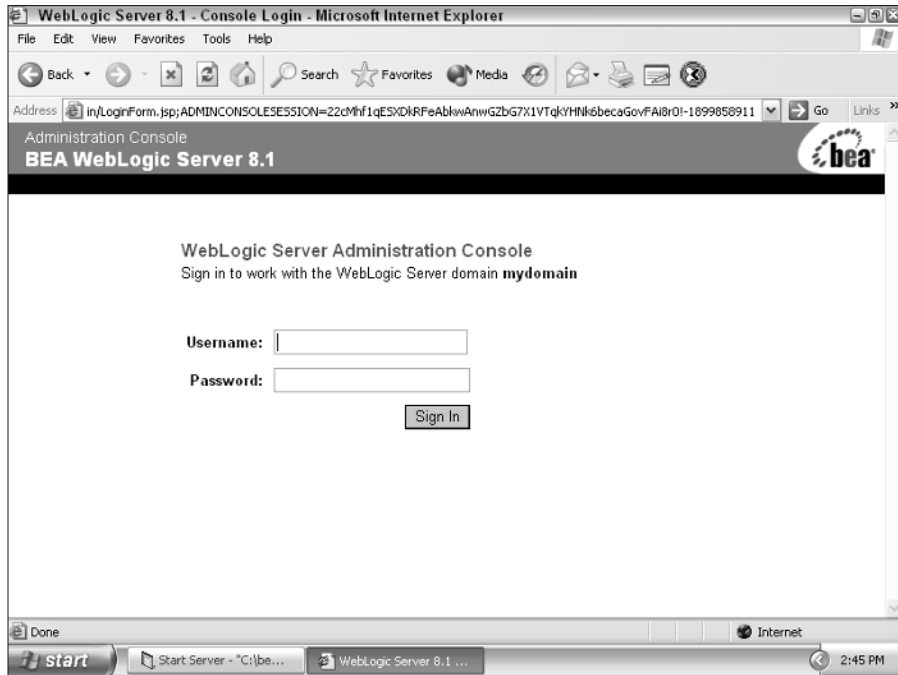 WebLogic Server 8.1 - Console Login - Microsoft Internet Explorer
File Edit View Favorites Tools Help
Back Search Favorites Media
Address in/LoginForm.jsp;ADMINCONSOLESESSION=22cMhf1qESXDkRFeAbkwAnwGZbG7X1VTqkYHNk6becaGovFAi8r0!-1899858911 Go Links »
Administration Console
BEA WebLogic Server 8.1
bea
WebLogic Server Administration Console
Sign in to work with the WebLogic Server domain mydomain
Username:
Password:
Sign In
Done Internet
start Start Server - "C:\be... WebLogic Server 8.1 ... 2:45 PM